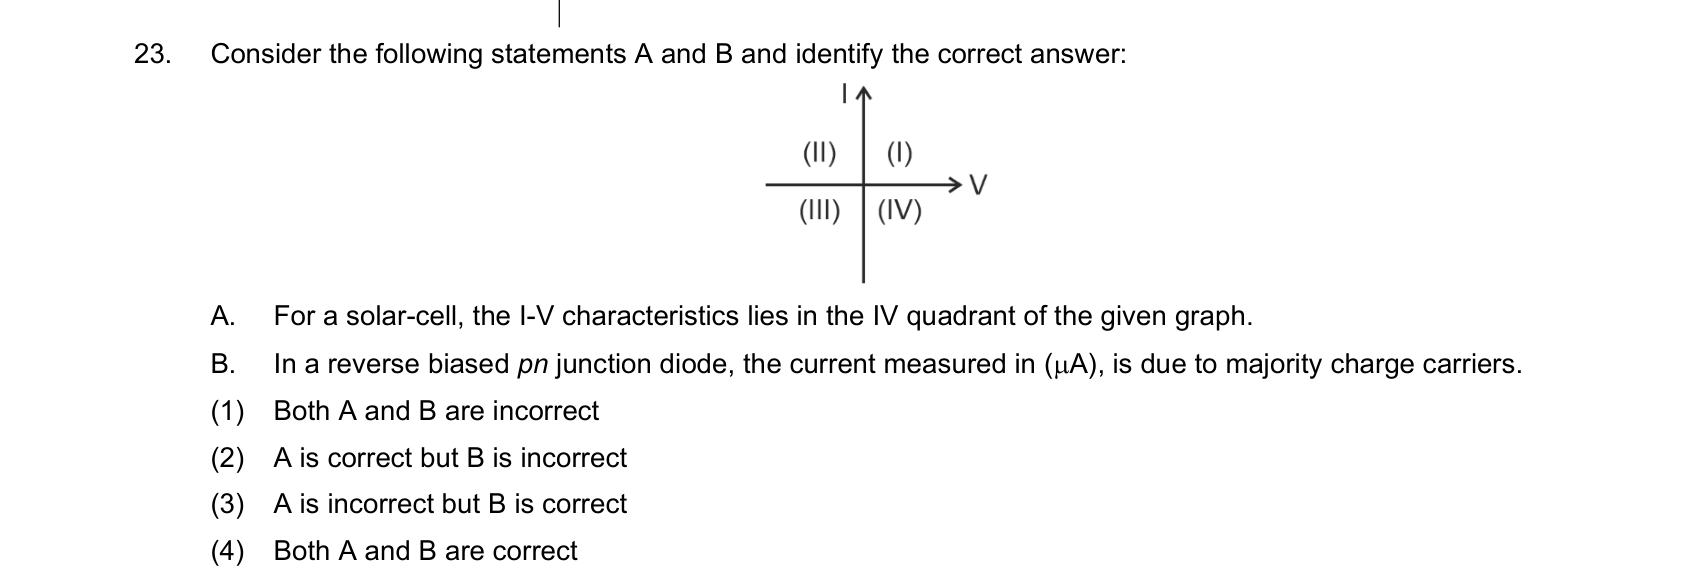 23. Consider the following statements A and B and identify the correct answer:
I
(II) (I)
V
(III) (IV)
A. For a solar-cell, the I-V characteristics lies in the IV quadrant of the given graph.
B. In a reverse biased pn junction diode, the current measured in (μA), is due to majority charge carriers.
(1) Both A and B are incorrect
(2) A is correct but B is incorrect
(3) A is incorrect but B is correct
(4) Both A and B are correct